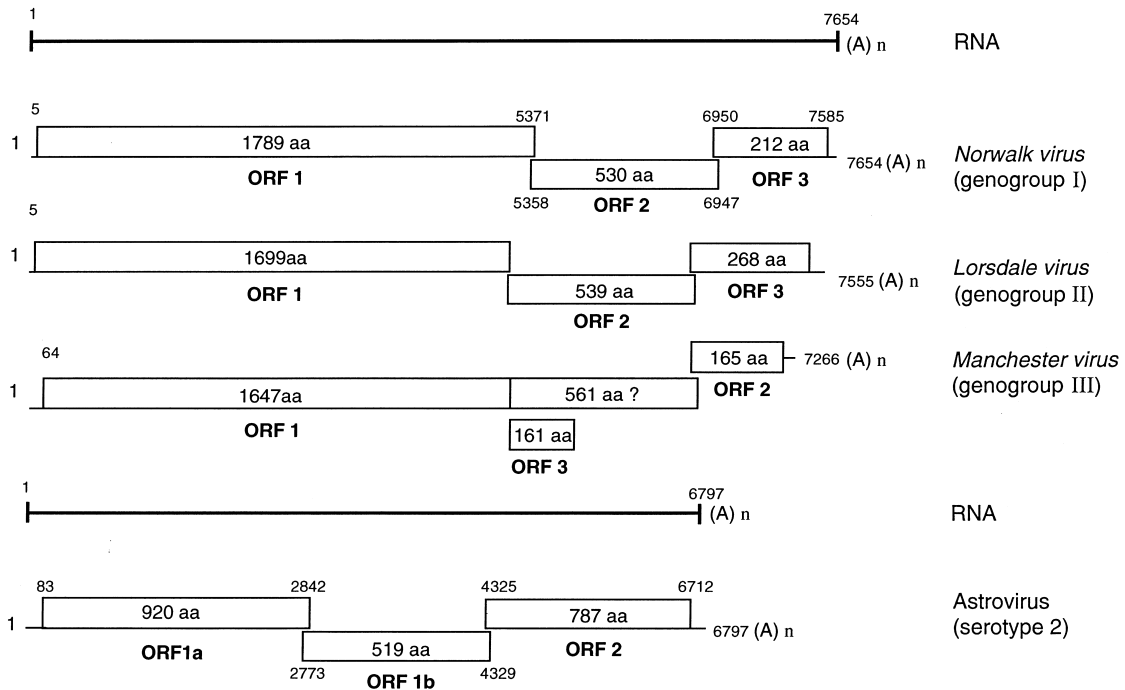 1 7654
(A) n RNA
5 5371 6950 7585
1 1789 aa 212 aa
7654 (A) n Norwalk virus
ORF 1 530 aa ORF 3 (genogroup I)
5358 ORF 2 6947
5
1 1699aa 268 aa
7555 (A) n Lorsdale virus
ORF 1 539 aa ORF 3 (genogroup II)
ORF 2
64 165 aa 7266 (A) n Manchester virus
1 1647aa 561 aa ? ORF 2 (genogroup III)
ORF 1 161 aa
ORF 3
1 6797
(A) n RNA
83 2842 4325 6712
1 920 aa 787 aa Astrovirus
6797 (A) n (serotype 2)
ORF1a 519 aa ORF 2
2773 ORF 1b 4329